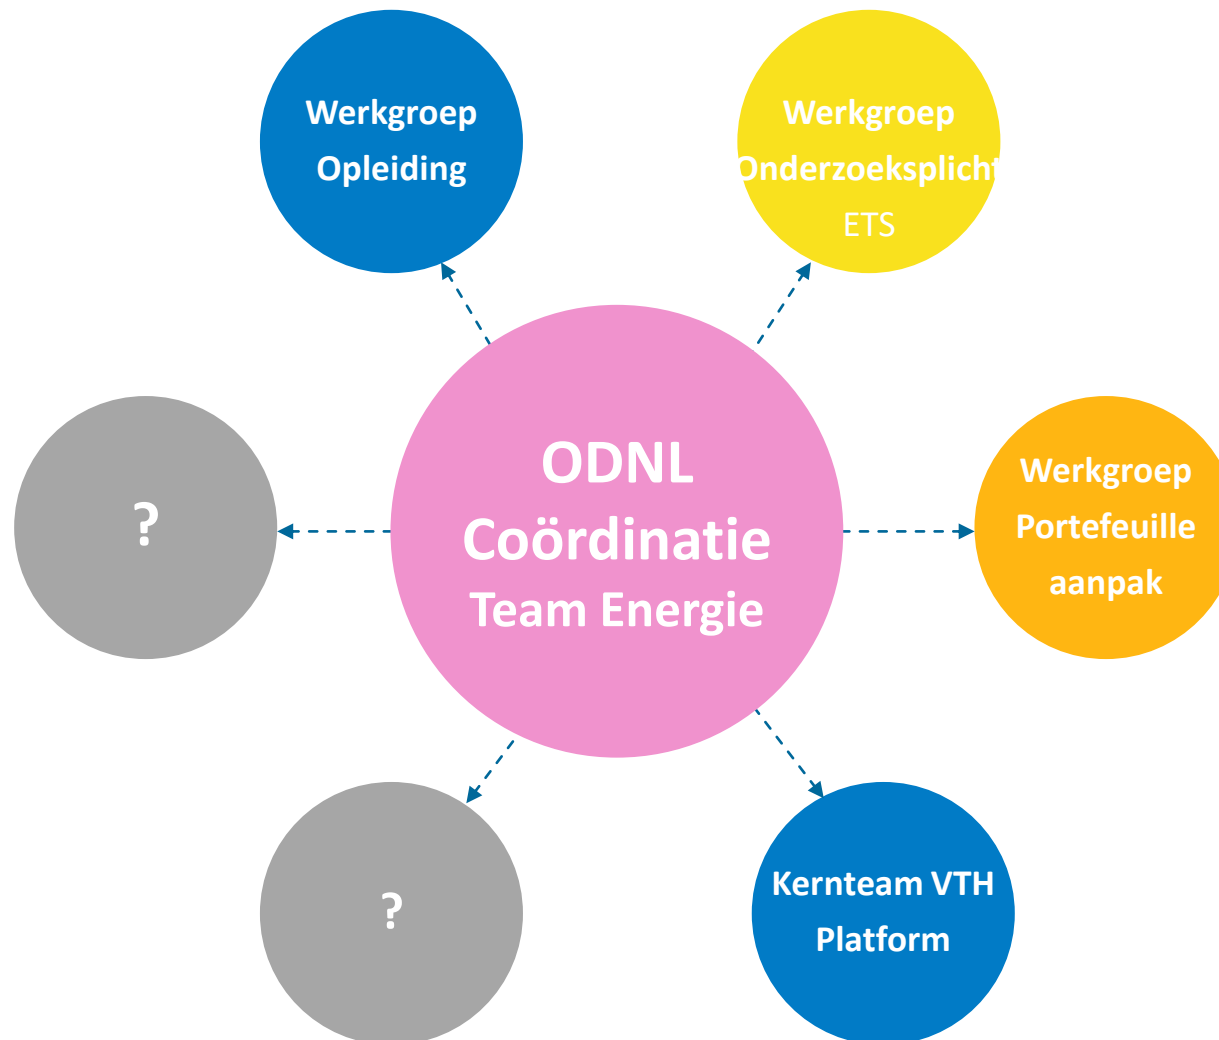 Werkgroep
Opleiding
Werkgroep
Onderzoeksplicht
ETS
?
ODNL
Coördinatie
Team Energie
Werkgroep
Portefeuille
aanpak
?
Kernteam VTH
Platform